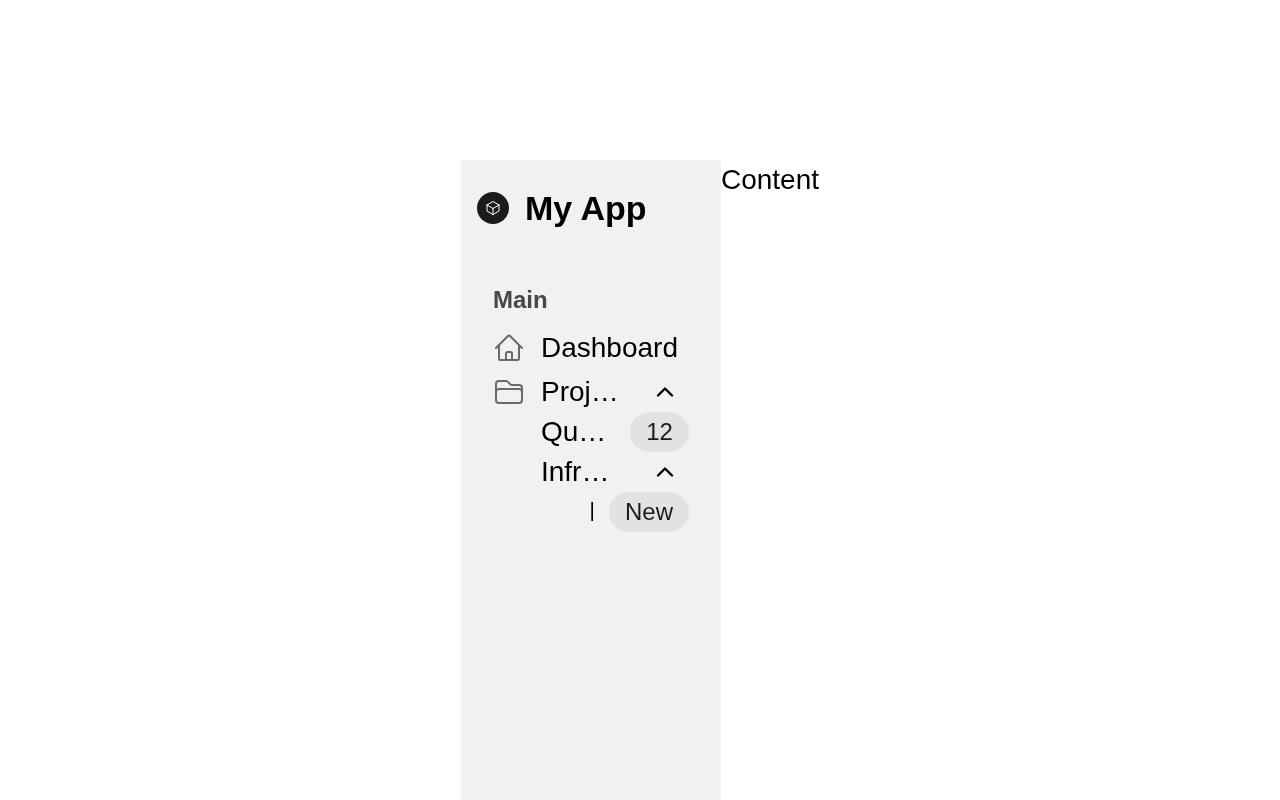 My App
Content
Main
Dashboard
Proj…
Qu… 12
Infr…
New